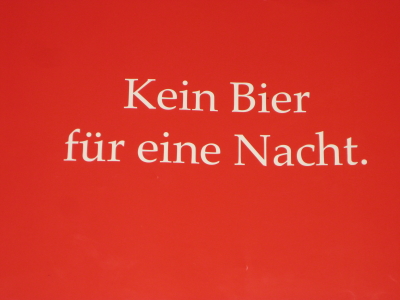 Kein Bier
für eine Nacht.